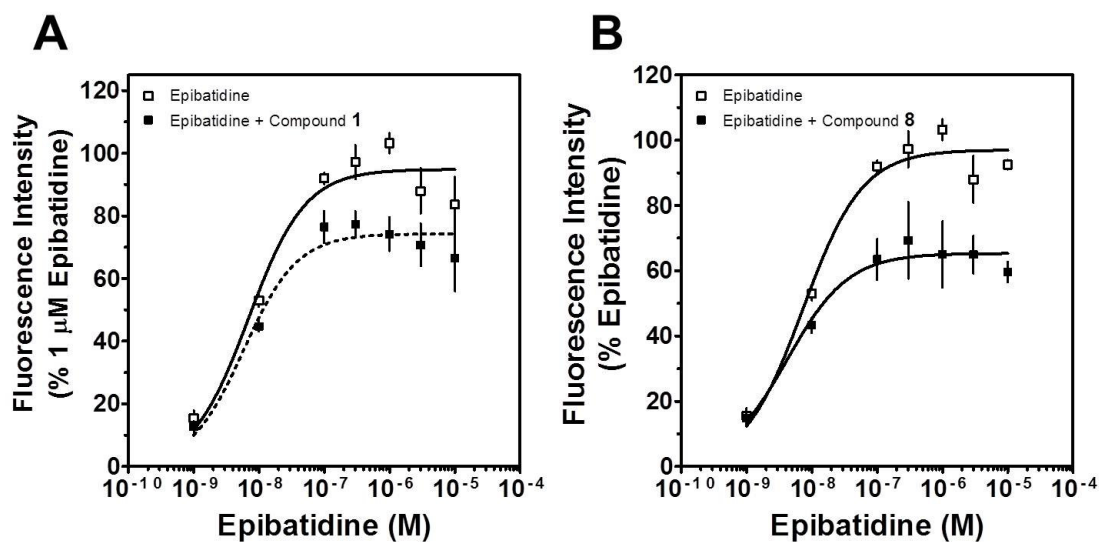 A
Epibatidine
Epibatidine + Compound 1
Fluorescence Intensity
(% 1 μM Epibatidine)
120
100
80
60
40
20
0
10-10 10-9 10-8 10-7 10-6 10-5 10-4
Epibatidine (M)
B
Epibatidine
Epibatidine + Compound 8
Fluorescence Intensity
(% Epibatidine)
120
100
80
60
40
20
0
10-10 10-9 10-8 10-7 10-6 10-5 10-4
Epibatidine (M)